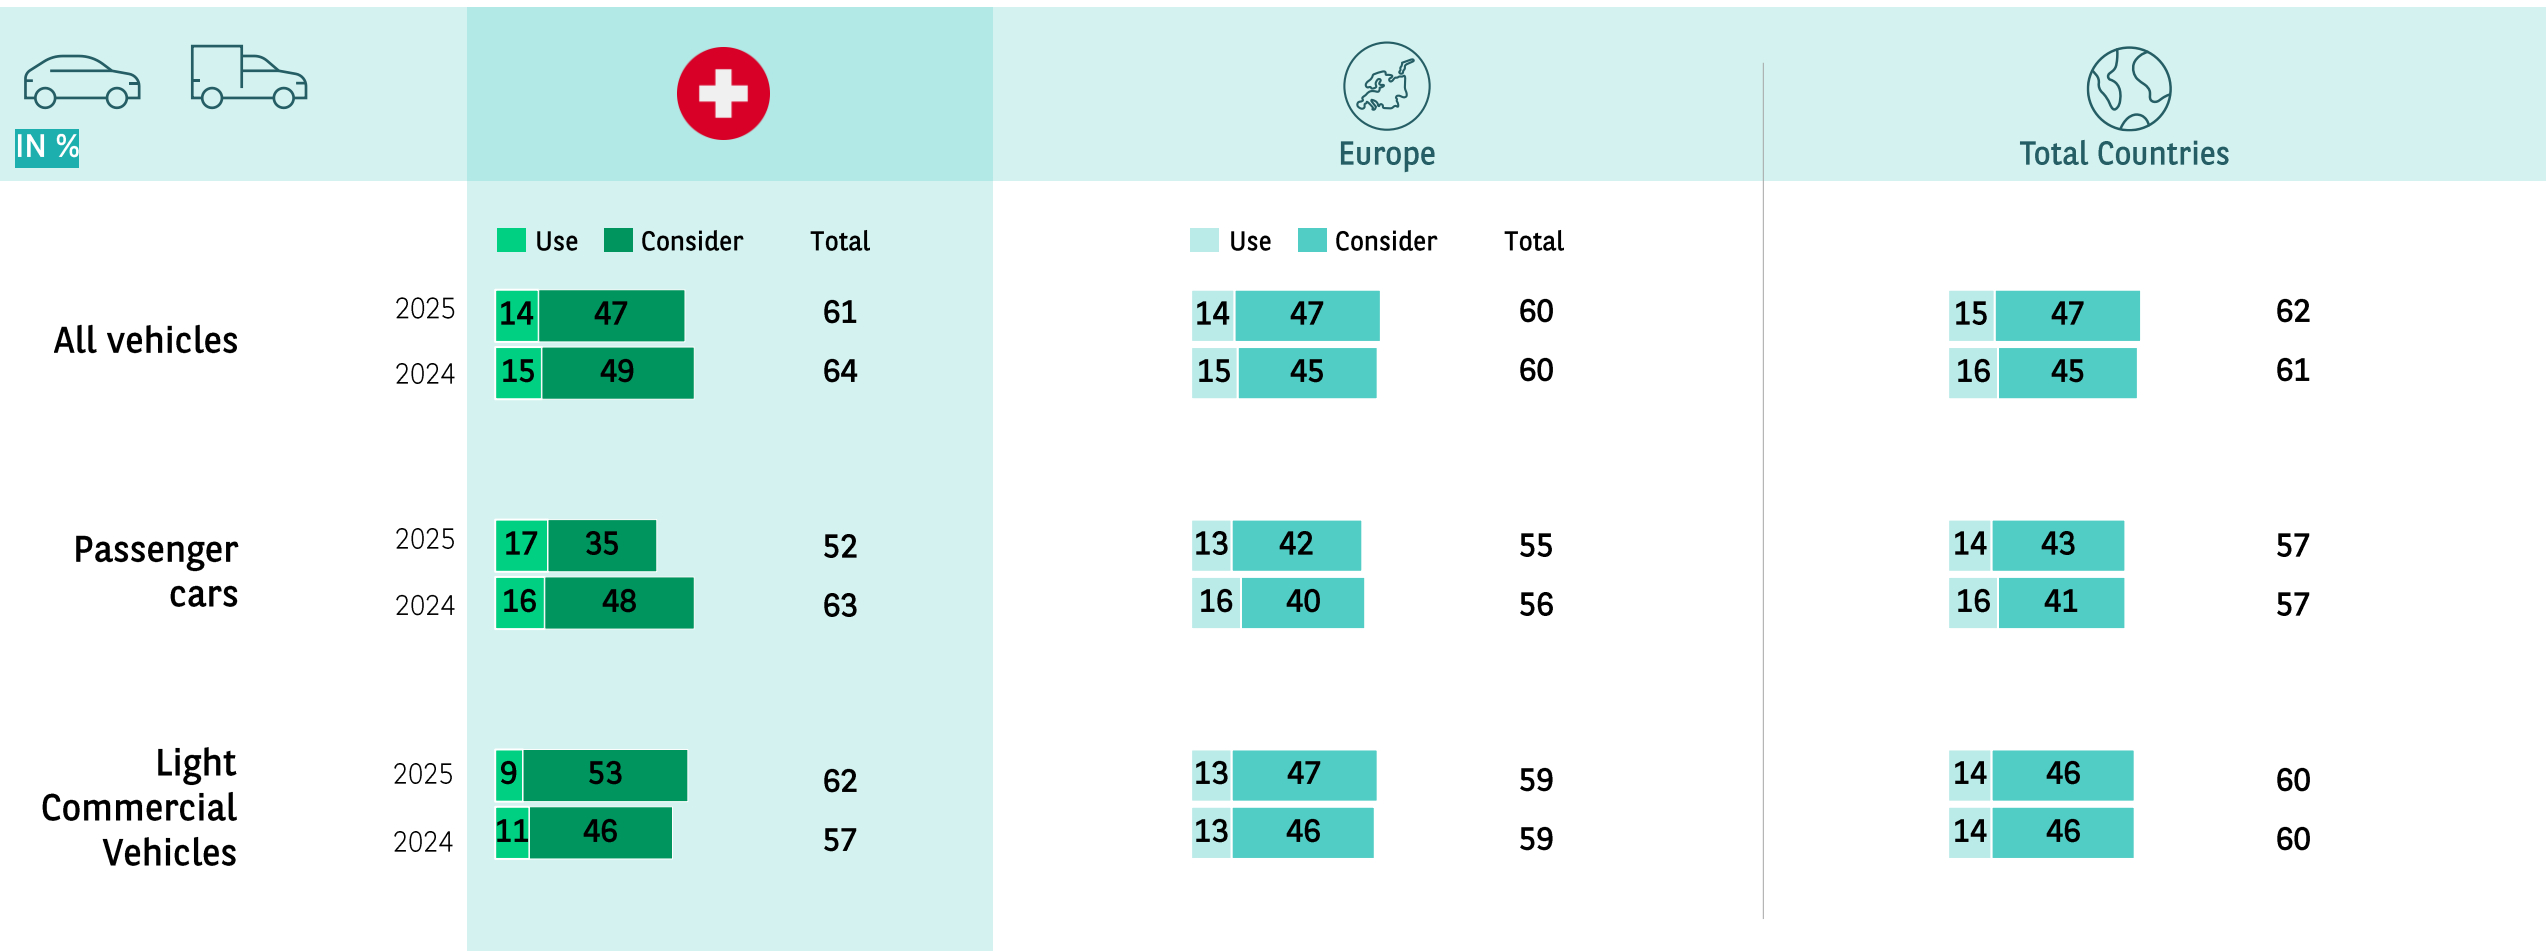 IN %
Europe
Total Countries
Use Consider Total
Use Consider Total
All vehicles
2025 14 47 61 14 47 60 15 47 62
2024 15 49 64 15 45 60 16 45 61
Passenger
cars
2025 17 35 52 13 42 55 14 43 57
2024 16 48 63 16 40 56 16 41 57
Light
Commercial
Vehicles
2025 9 53 62 13 47 59 14 46 60
2024 11 46 57 13 46 59 14 46 60